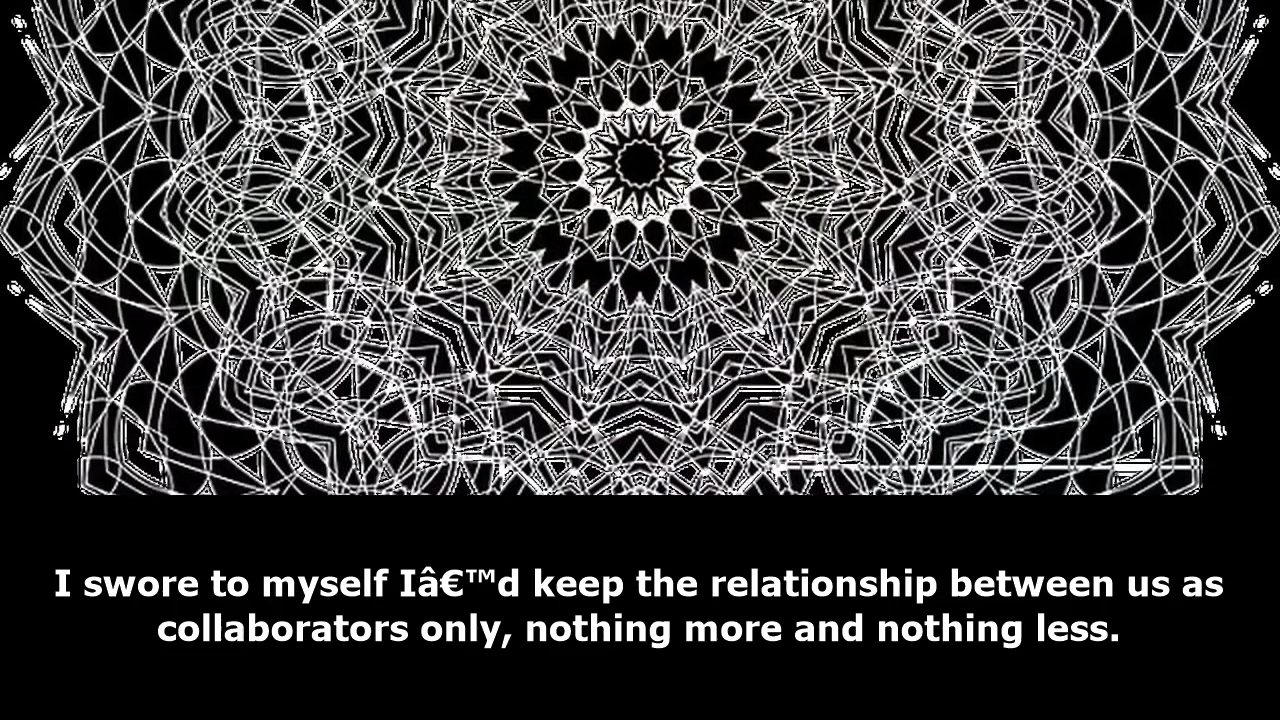 I swore to myself Iâ€™d keep the relationship between us as
collaborators only, nothing more and nothing less.